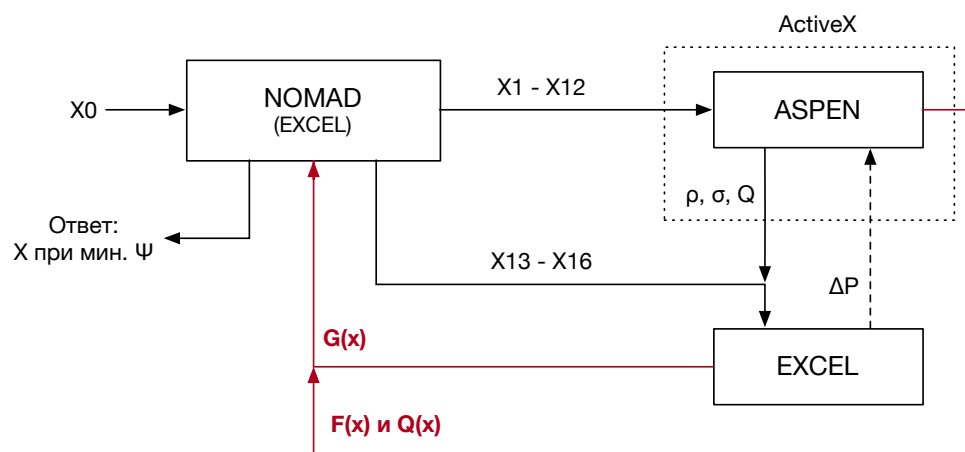 ActiveX
X0
NOMAD
(EXCEL)
X1 - X12
ASPEN
ρ, σ, Q
Ответ:
X при мин. Ψ
X13 - X16
ΔP
G(x)
EXCEL
F(x) и Q(x)